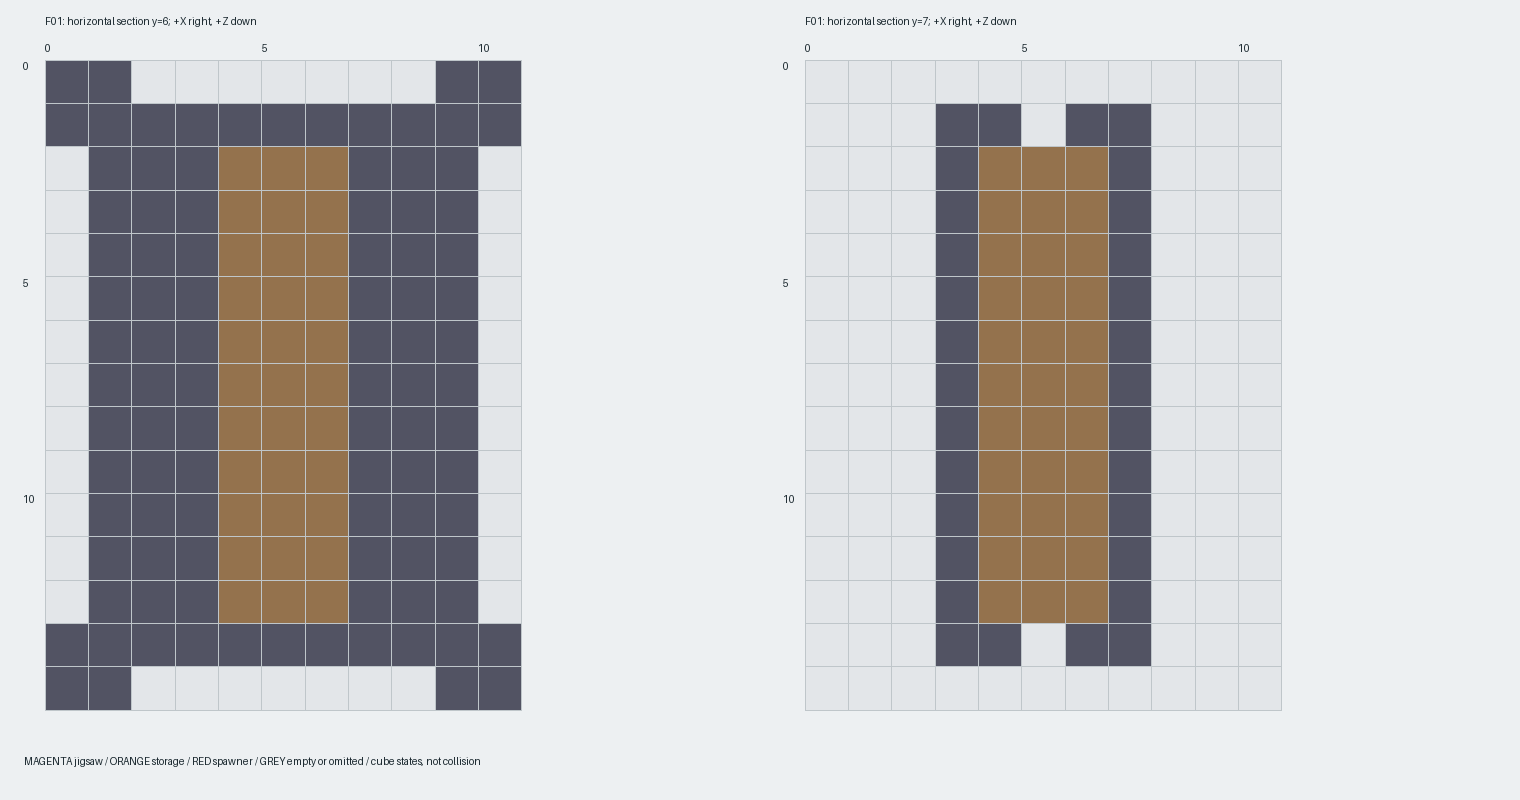 F01: horizontal section y=6; +X right, +Z down
F01: horizontal section y=7; +X right, +Z down
0 5 10
0 5 10
0
0
5
5
10
10
MAGENTA jigsaw / ORANGE storage / RED spawner / GREY empty or omitted / cube states, not collision